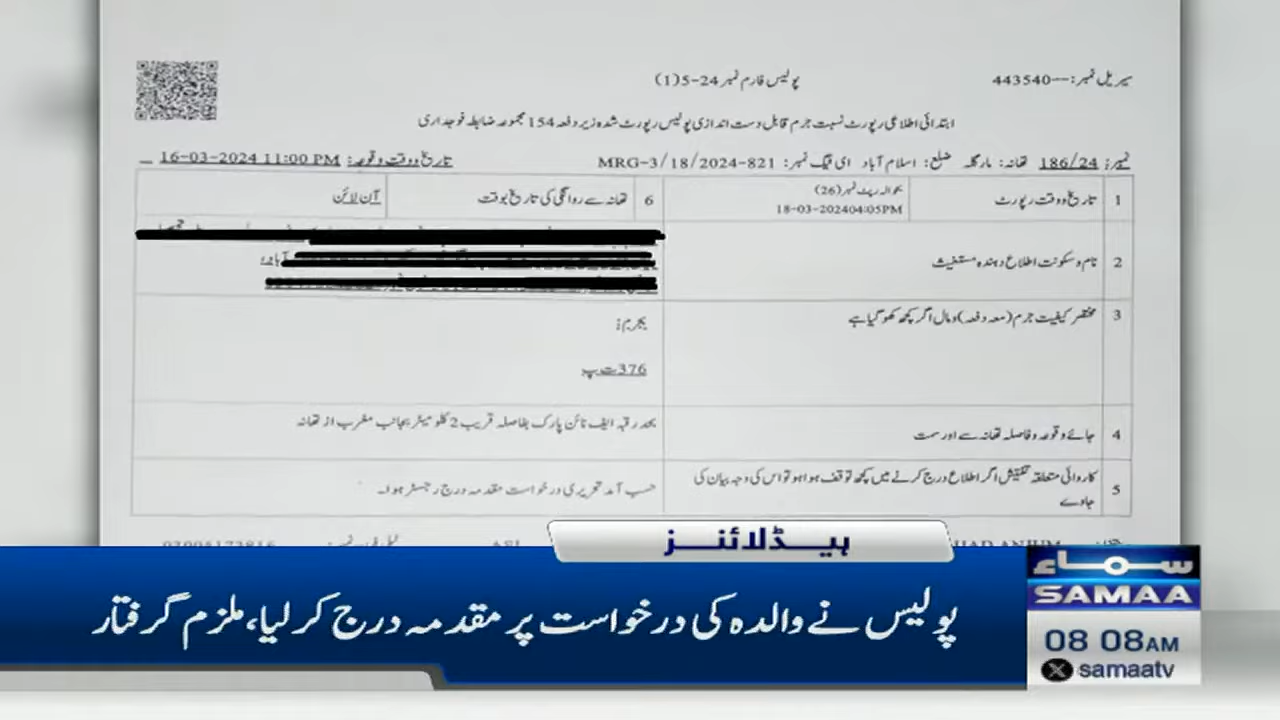 سیریل نمبر:---443540
پولیس فارم نمبر 24-5(1)
ابتدائی اطلاعی رپورٹ نسبت جرم قابل دست اندازی پولیس رپورٹ شدہ زیر دفعہ 154 مجموعہ ضابطہ فوجداری
نمبر: 186/24 تھانہ: مارگلہ ضلع: اسلام آباد ای ٹیگ نمبر: MRG-3/18/2024-821 تاریخ و وقت وقوعہ: 16-03-2024 11:00 PM
1 تاریخ و وقت رپورٹ بحوالہ رپٹ نمبر (26) 18-03-202404:05PM 6 تھانہ سے روانگی کی تاریخ و وقت آن لائن
2 نام و سکونت اطلاع دہندہ مستغیث
3 مختصر کیفیت جرم (معہ دفعہ) و مال اگر کچھ کھو گیا ہے بجرم:
376 ت پ
4 جائے وقوعہ و فاصلہ تھانہ سے اور سمت بحد رقبہ ایف نائن پارک بفاصلہ قریب 2 کلومیٹر بجانب مغرب از تھانہ
5 کاروائی متعلقہ تفتیش اگر اطلاع درج کرنے میں کچھ توقف ہوا ہو تو اس کی وجہ بیان کی جاوے حسب آمدہ تحریری درخواست مقدمہ درج رجسٹر ہوا۔
ہیڈلائنز
پولیس نے والدہ کی درخواست پر مقدمہ درج کر لیا، ملزم گرفتار
سماء
SAMAA
08 08 AM
X samaatv